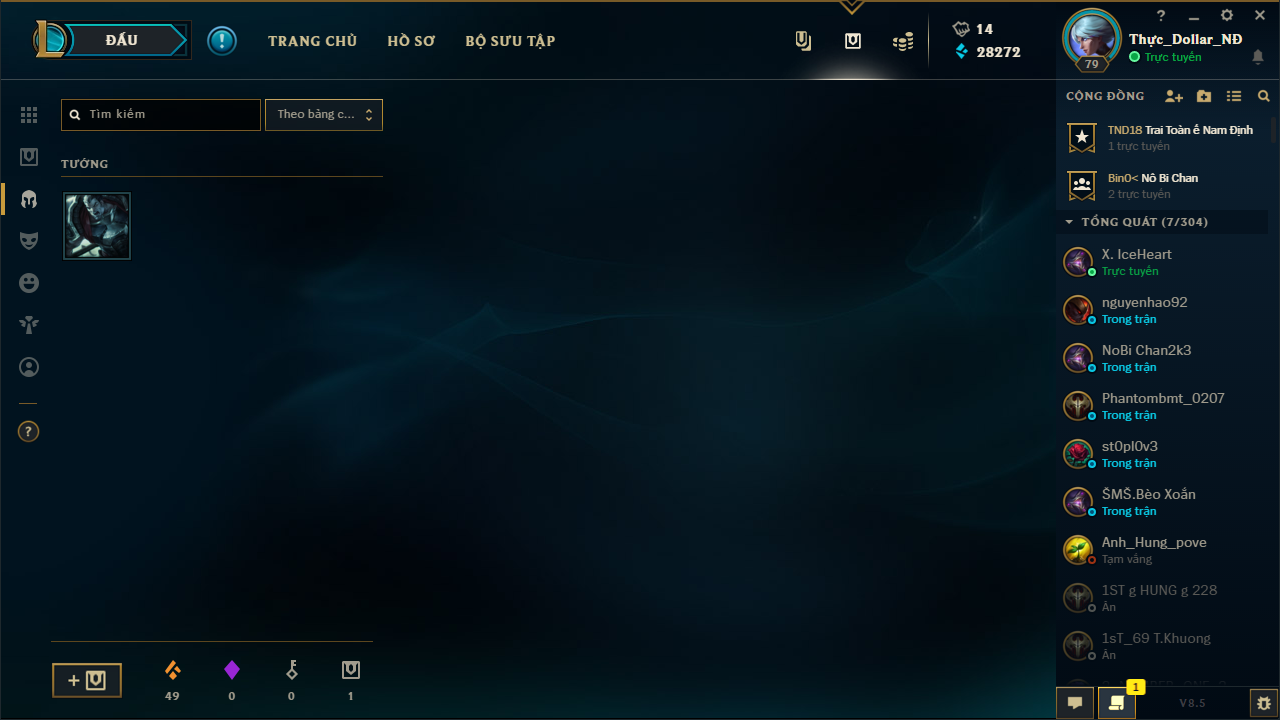 ĐẤU
!
TRANG CHỦ
HỒ SƠ
BỘ SƯU TẬP
14
28272
?
79
Thực_Dollar_NĐ
Trực tuyến
Tìm kiếm
Theo bảng c...
TƯỚNG
?
49
0
0
1
CỘNG ĐỒNG
TND18 Trai Toàn ế Nam Định
1 trực tuyến
Bin0< Nô Bi Chan
2 trực tuyến
TỔNG QUÁT (7/304)
X. IceHeart
Trực tuyến
nguyenhao92
Trong trận
NoBi Chan2k3
Trong trận
Phantombmt_0207
Trong trận
st0pl0v3
Trong trận
ŠMŠ.Bèo Xoắn
Trong trận
Anh_Hung_pove
Tạm vắng
1ST g HUNG g 228
Ẩn
1sT_69 T.Khuong
Ẩn
1
V8.5